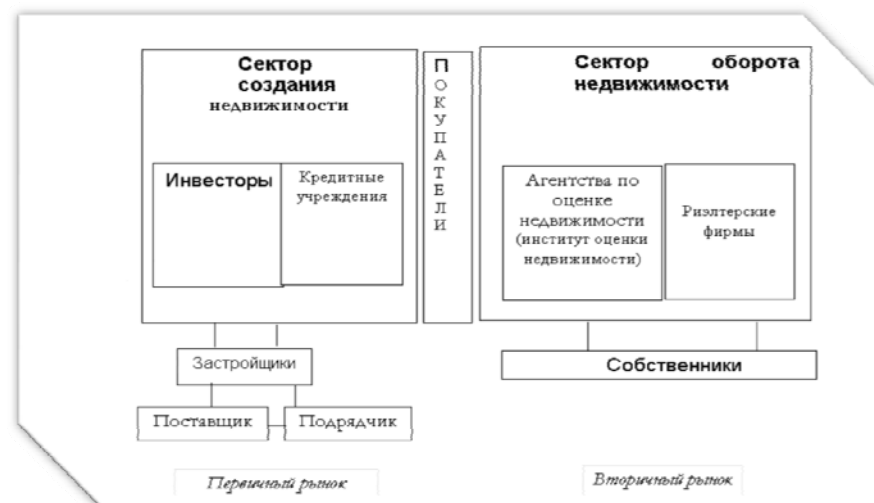 Сектор
создания
недвижимости
Инвесторы
Кредитные
учреждения
ПОКУПАТЕЛИ
Сектор оборота
недвижимости
Агентства по
оценке
недвижимости
(институт оценки
недвижимости)
Риэлтерские
фирмы
Застройщики
Поставщик
Подрядчик
Собственники
Первичный рынок
Вторичный рынок